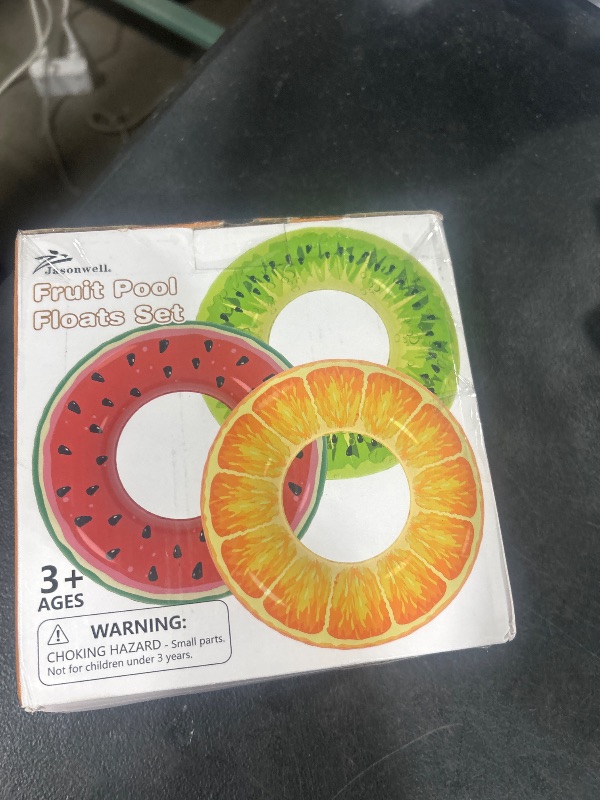 Jasonwell.
Fruit Pool
Floats Set
3+
AGES
WARNING:
CHOKING HAZARD - Small parts.
Not for children under 3 years.